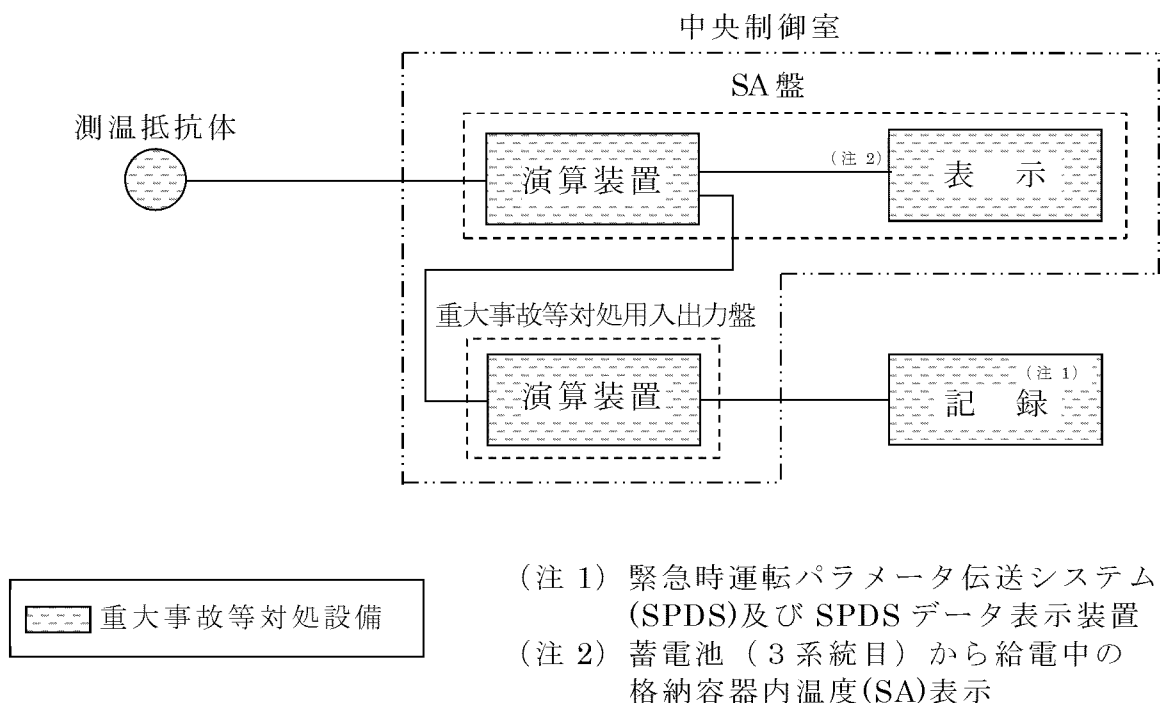 中央制御室
SA盤
測温抵抗体
演算装置
(注 2)
表 示
重大事故等対処用入出力盤
演算装置
(注 1)
記 録
重大事故等対処設備
(注 1) 緊急時運転パラメータ伝送システム
(SPDS)及び SPDS データ表示装置
(注 2) 蓄電池(3系統目)から給電中の
格納容器内温度(SA)表示